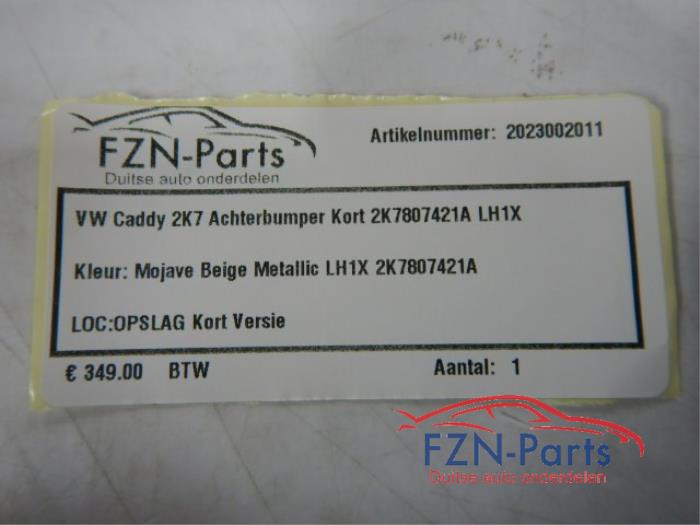 FZN-Parts
Duitse auto onderdelen
Artikelnummer: 2023002011
VW Caddy 2K7 Achterbumper Kort 2K7807421A LH1X
Kleur: Mojave Beige Metallic LH1X 2K7807421A
LOC:OPSLAG Kort Versie
€ 349.00 BTW Aantal: 1
FZN-Parts
Duitse auto onderdelen